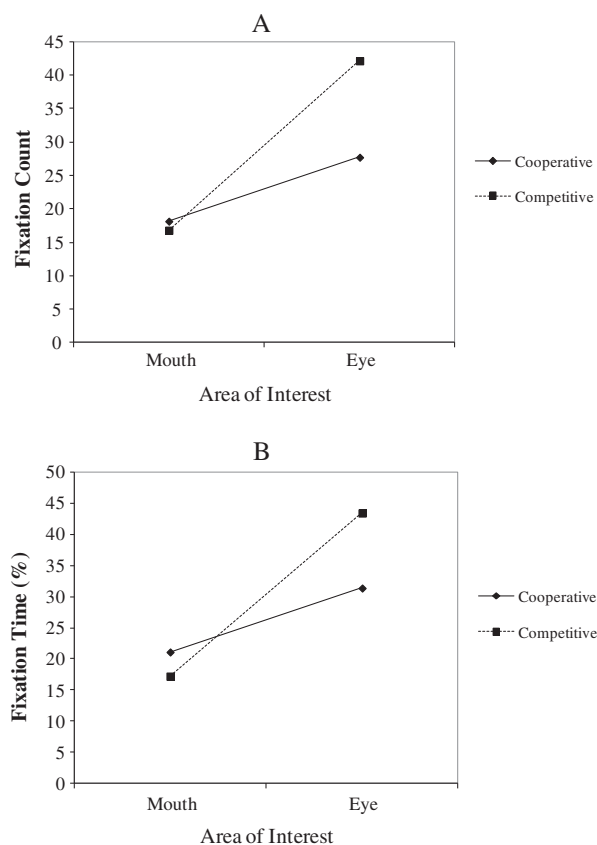 A
45
40
35
30
25
20
15
10
5
0
Fixation Count
Mouth Eye
Area of Interest
Cooperative
Competitive
B
50
45
40
35
30
25
20
15
10
5
0
Fixation Time (%)
Mouth Eye
Area of Interest
Cooperative
Competitive